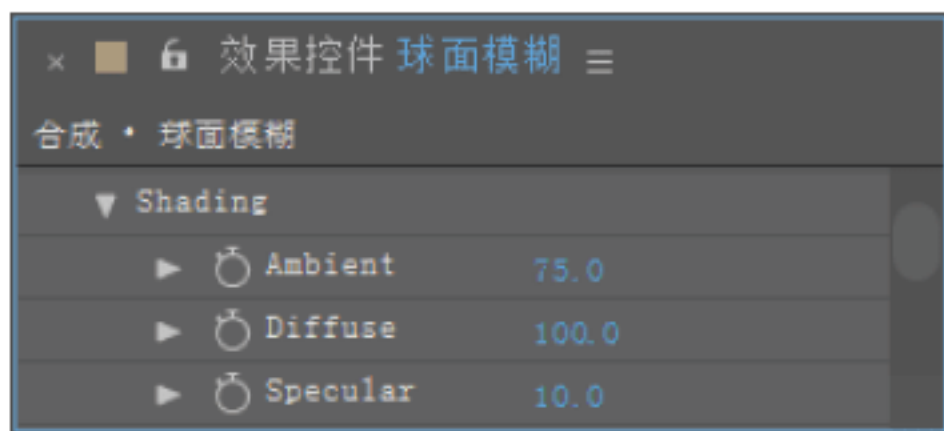 效果控件 球面模糊
合成・球面模糊
Shading
Ambient 75.0
Diffuse 100.0
Specular 10.0